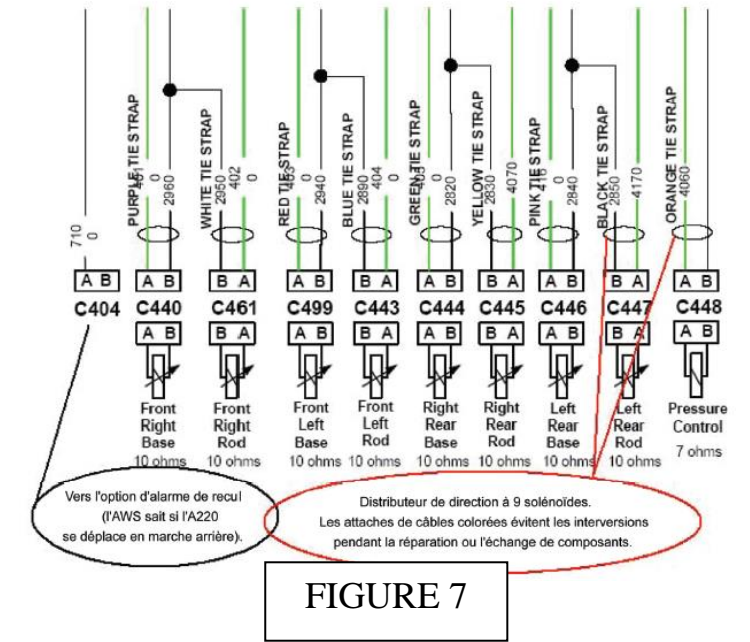 PURPLE TIE STRAP
WHITE TIE STRAP
RED TIE STRAP
BLUE TIE STRAP
GREEN TIE STRAP
YELLOW TIE STRAP
PINK TIE STRAP
BLACK TIE STRAP
ORANGE TIE STRAP
710
0
0
2960
2950
402
0
0
2940
2890
404
0
0
2820
2830
4070
0
2840
2850
4170
4060
A B
A B
B A
A B
B A
A B
B A
A B
B A
A B
C404
C440
C461
C499
C443
C444
C445
C446
C447
C448
A B
B A
A B
B A
A B
B A
A B
B A
A B
Front
Right
Base
10 ohms
Front
Right
Rod
10 ohms
Front
Left
Base
10 ohms
Front
Left
Rod
10 ohms
Right
Rear
Base
10 ohms
Right
Rear
Rod
10 ohms
Left
Rear
Base
10 ohms
Left
Rear
Rod
10 ohms
Pressure
Control
7 ohms
Vers l'option d'alarme de recul
(l'AWS sait si l'A220
se déplace en marche arrière).
Distributeur de direction à 9 solénoïdes.
Les attaches de câbles colorées évitent les interversions
pendant la réparation ou l'échange de composants.
FIGURE 7